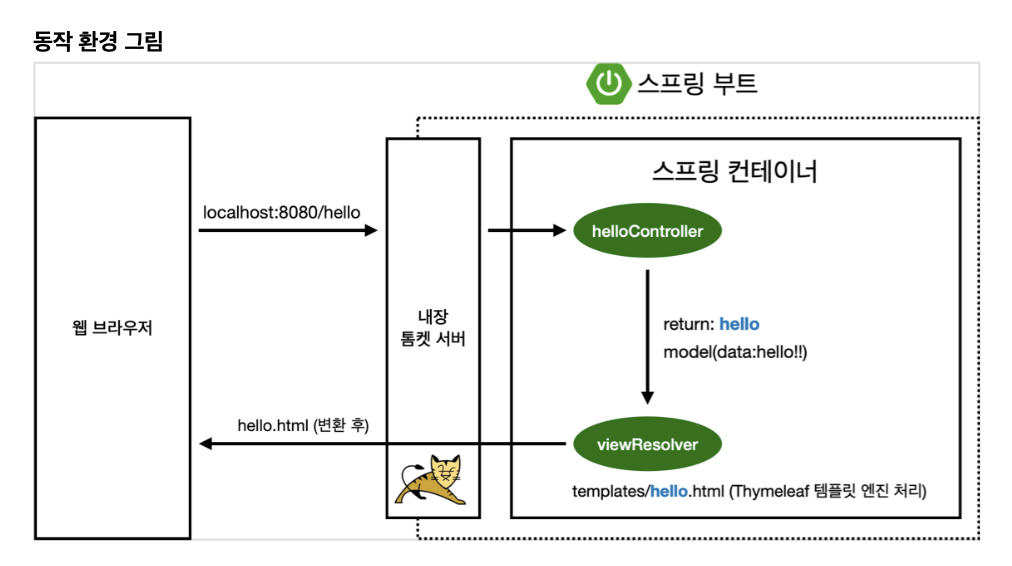 동작 환경 그림
스프링 부트
스프링 컨테이너
localhost:8080/hello
helloController
웹 브라우저
내장
톰켓 서버
return: hello
model(data:hello!!)
hello.html (변환 후)
viewResolver
templates/hello.html (Thymeleaf 템플릿 엔진 처리)